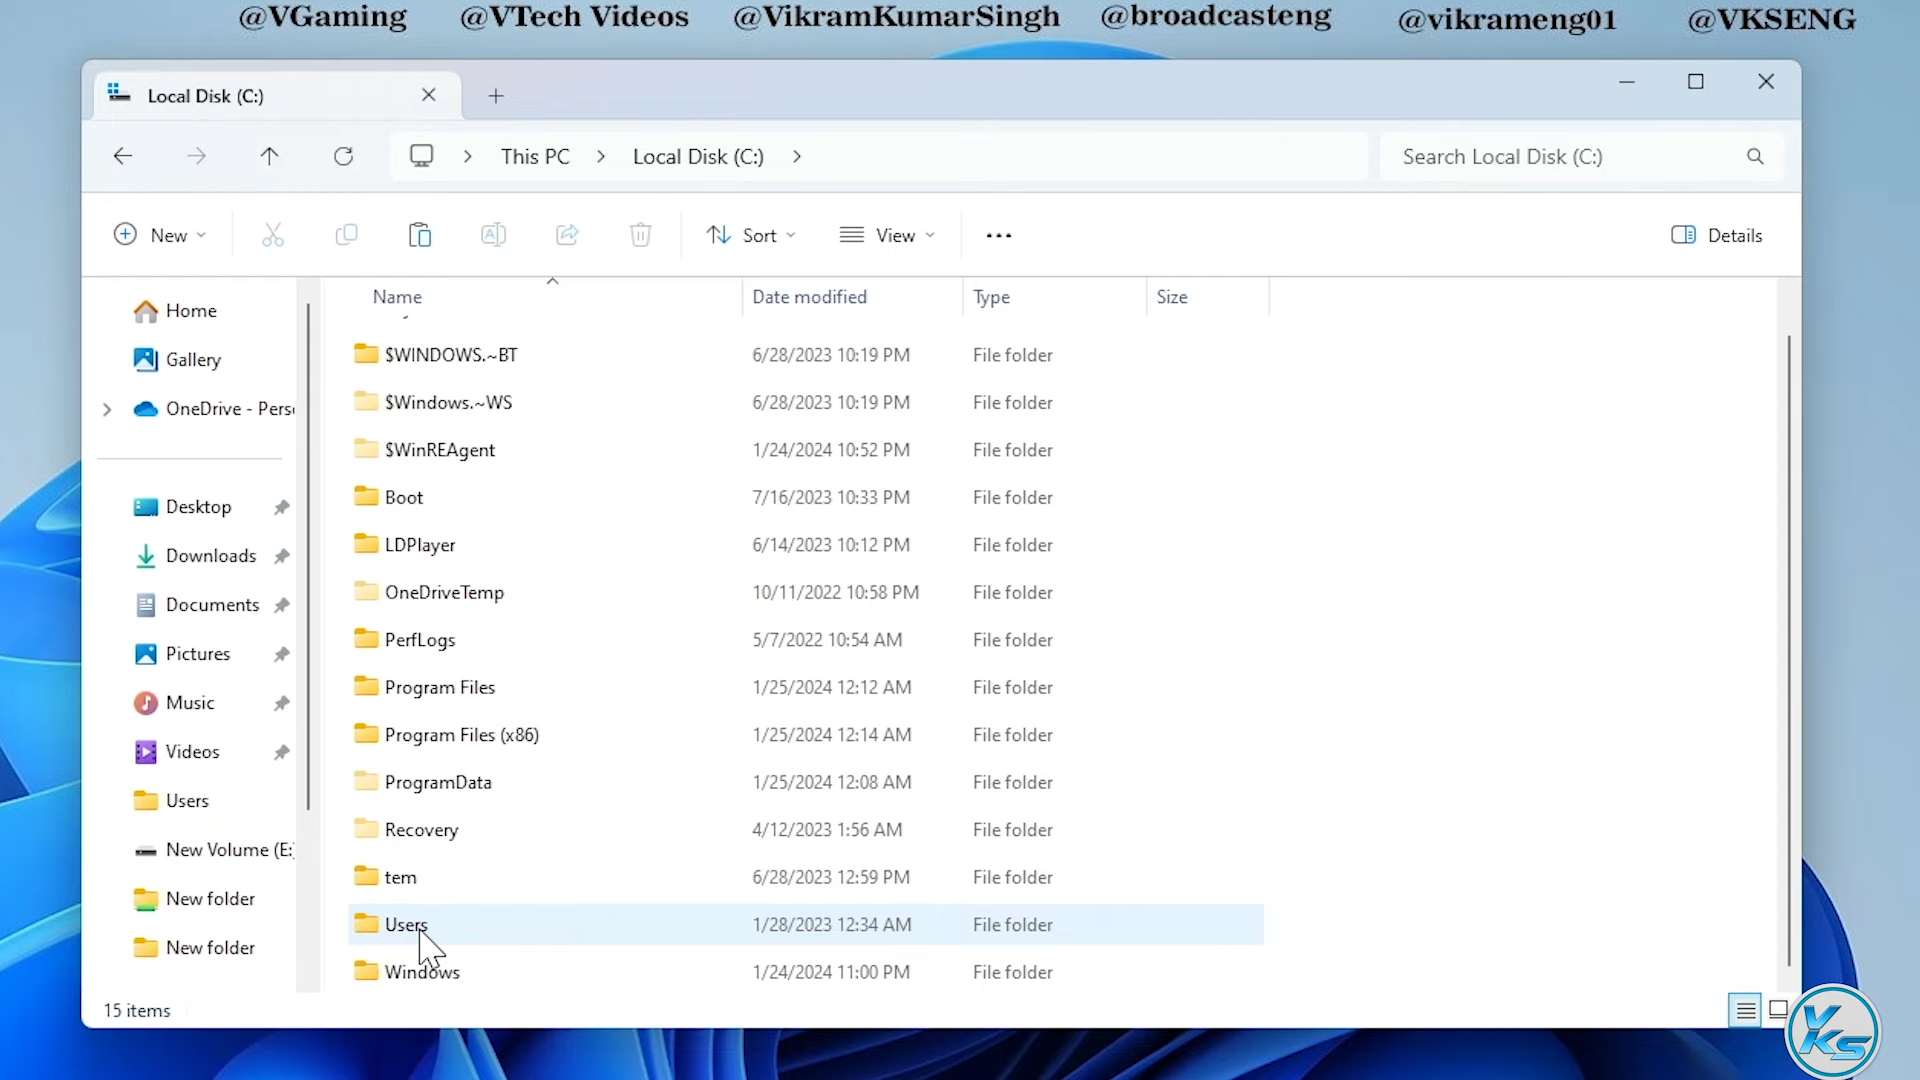 @VGaming @VTech Videos @VikramKumarSingh @broadcasteng @vikrameng01 @VKSENG
Local Disk (C:)
This PC Local Disk (C:)
Search Local Disk (C:)
New
Sort
View
Details
Home
Gallery
OneDrive - Pers
Desktop
Downloads
Documents
Pictures
Music
Videos
Users
New Volume (E:
New folder
New folder
Name Date modified Type Size
$WINDOWS.~BT 6/28/2023 10:19 PM File folder
$Windows.~WS 6/28/2023 10:19 PM File folder
$WinREAgent 1/24/2024 10:52 PM File folder
Boot 7/16/2023 10:33 PM File folder
LDPlayer 6/14/2023 10:12 PM File folder
OneDriveTemp 10/11/2022 10:58 PM File folder
PerfLogs 5/7/2022 10:54 AM File folder
Program Files 1/25/2024 12:12 AM File folder
Program Files (x86) 1/25/2024 12:14 AM File folder
ProgramData 1/25/2024 12:08 AM File folder
Recovery 4/12/2023 1:56 AM File folder
tem 6/28/2023 12:59 PM File folder
Users 1/28/2023 12:34 AM File folder
Windows 1/24/2024 11:00 PM File folder
15 items
VKS